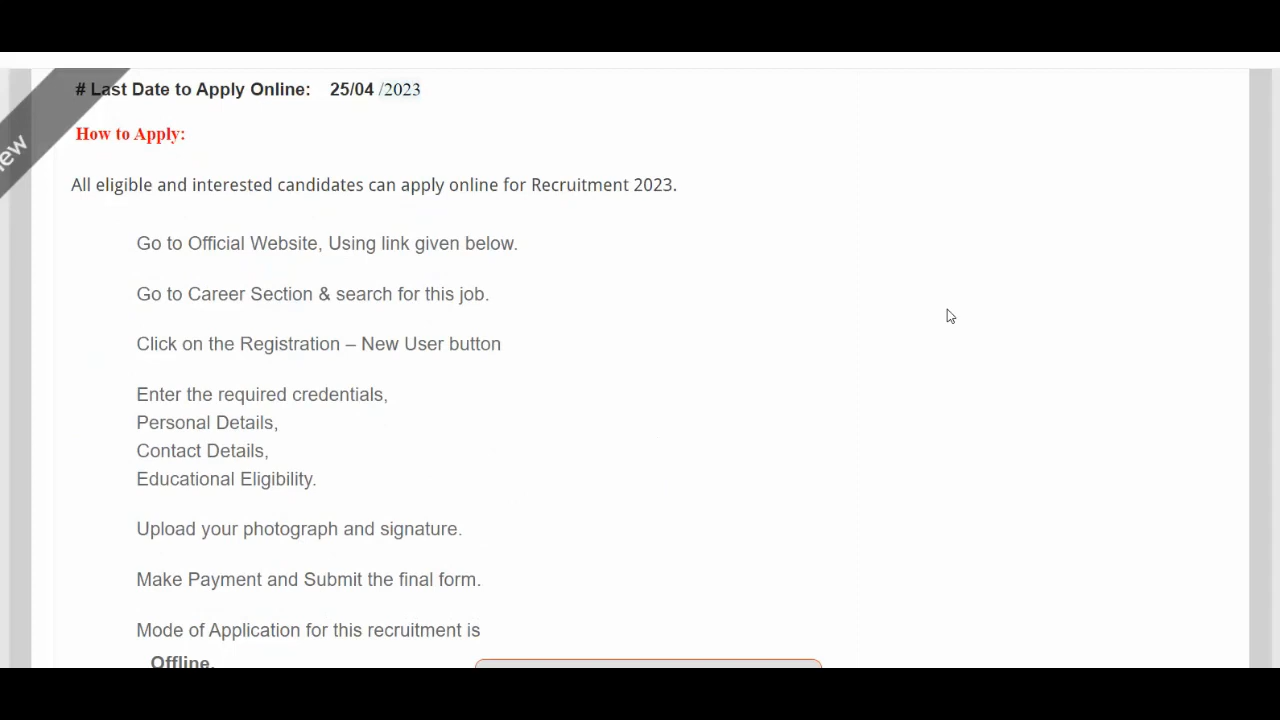 # Last Date to Apply Online: 25/04 /2023
How to Apply:
All eligible and interested candidates can apply online for Recruitment 2023.
Go to Official Website, Using link given below.
Go to Career Section & search for this job.
Click on the Registration – New User button
Enter the required credentials,
Personal Details,
Contact Details,
Educational Eligibility.
Upload your photograph and signature.
Make Payment and Submit the final form.
Mode of Application for this recruitment is
Offline.